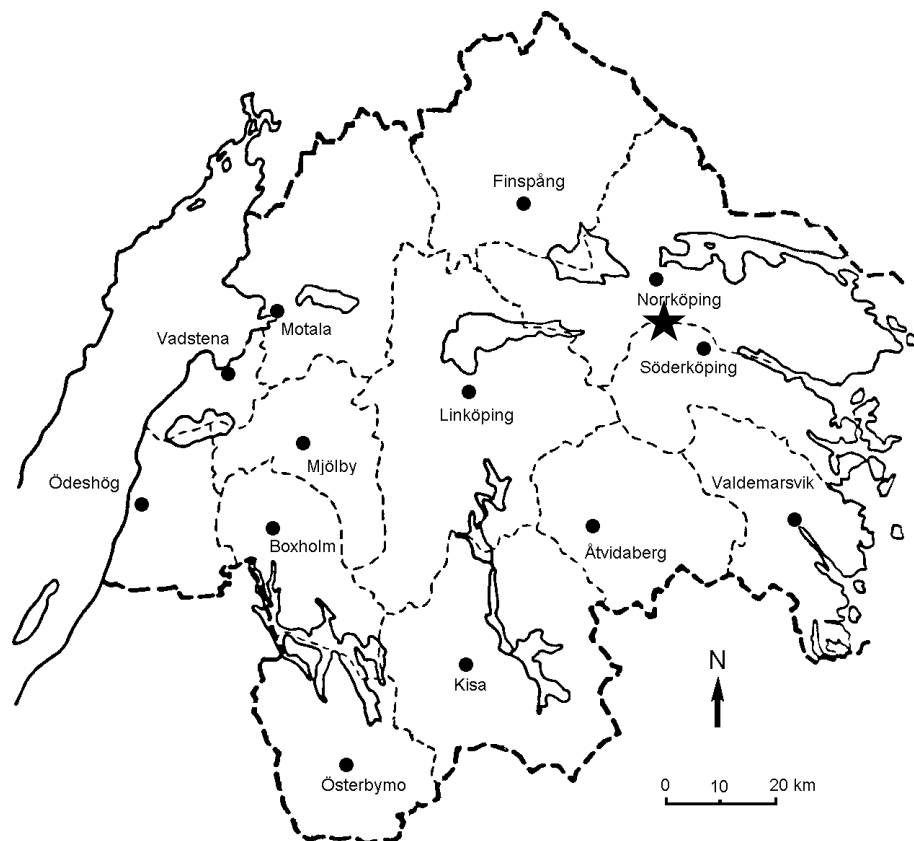 Finspång
Norrköping
Motala
Vadstena
Söderköping
Linköping
Mjölby
Ödeshög
Valdemarsvik
Boxholm
Åtvidaberg
N
Kisa
Österbymo
0 10 20 km